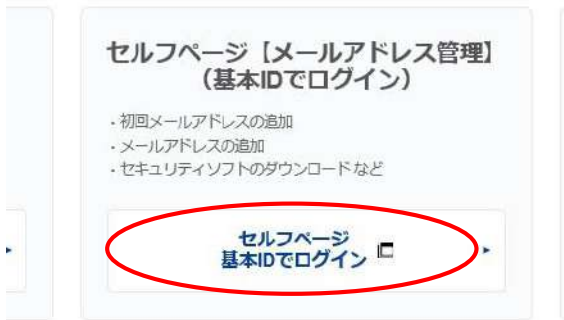 セルフページ【メールアドレス管理】
（基本IDでログイン）
・初回メールアドレスの追加
・メールアドレスの追加
・セキュリティソフトのダウンロードなど
セルフページ
基本IDでログイン